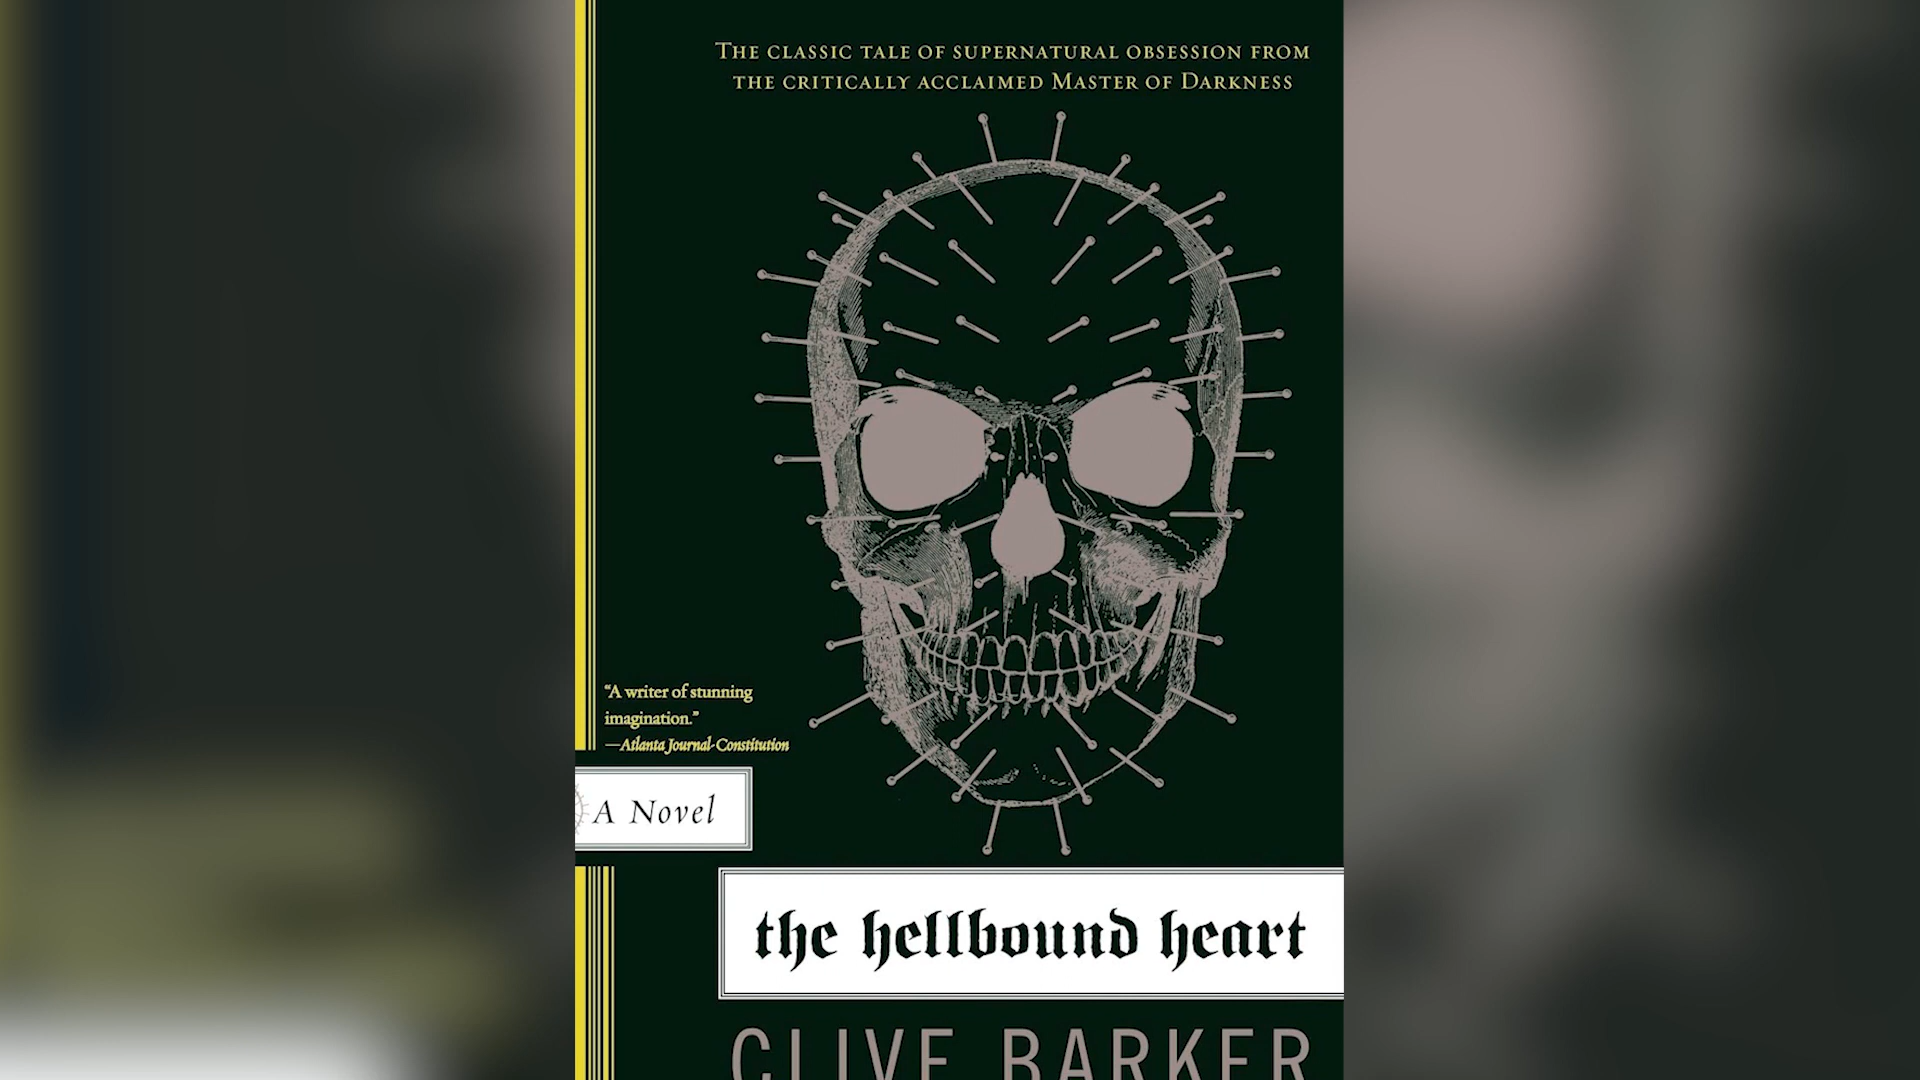 The classic tale of supernatural obsession from
the critically acclaimed Master of Darkness
“A writer of stunning
imagination.”
—Atlanta Journal-Constitution
A Novel
the hellbound heart
CLIVE BARKER